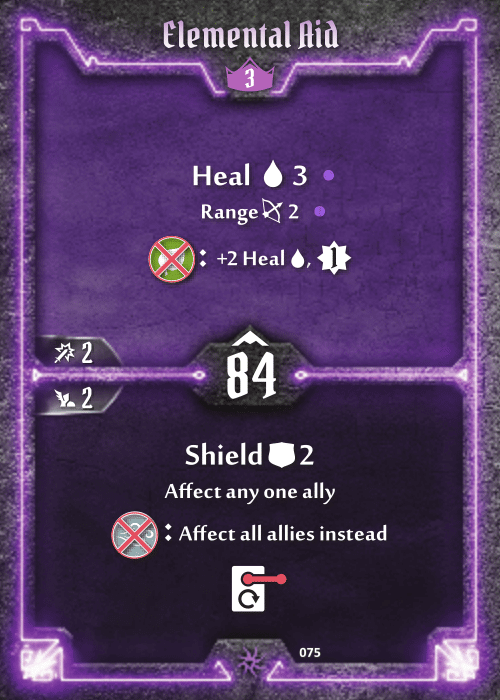 Elemental Aid
3
Heal 3
Range 2
: +2 Heal , 1
2
84
2
Shield 2
Affect any one ally
: Affect all allies instead
075